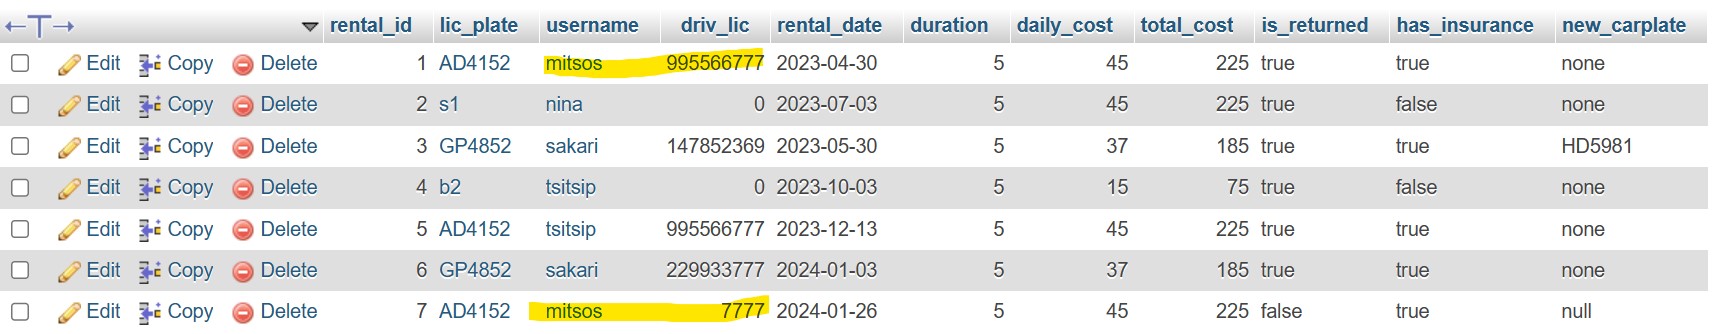 rental_id lic_plate username driv_lic rental_date duration daily_cost total_cost is_returned has_insurance new_carplate
Edit Copy Delete 1 AD4152 mitsos 995566777 2023-04-30 5 45 225 true true none
Edit Copy Delete 2 s1 nina 0 2023-07-03 5 45 225 true false none
Edit Copy Delete 3 GP4852 sakari 147852369 2023-05-30 5 37 185 true true HD5981
Edit Copy Delete 4 b2 tsitsip 0 2023-10-03 5 15 75 true false none
Edit Copy Delete 5 AD4152 tsitsip 995566777 2023-12-13 5 45 225 true true none
Edit Copy Delete 6 GP4852 sakari 229933777 2024-01-03 5 37 185 true true none
Edit Copy Delete 7 AD4152 mitsos 7777 2024-01-26 5 45 225 false true null